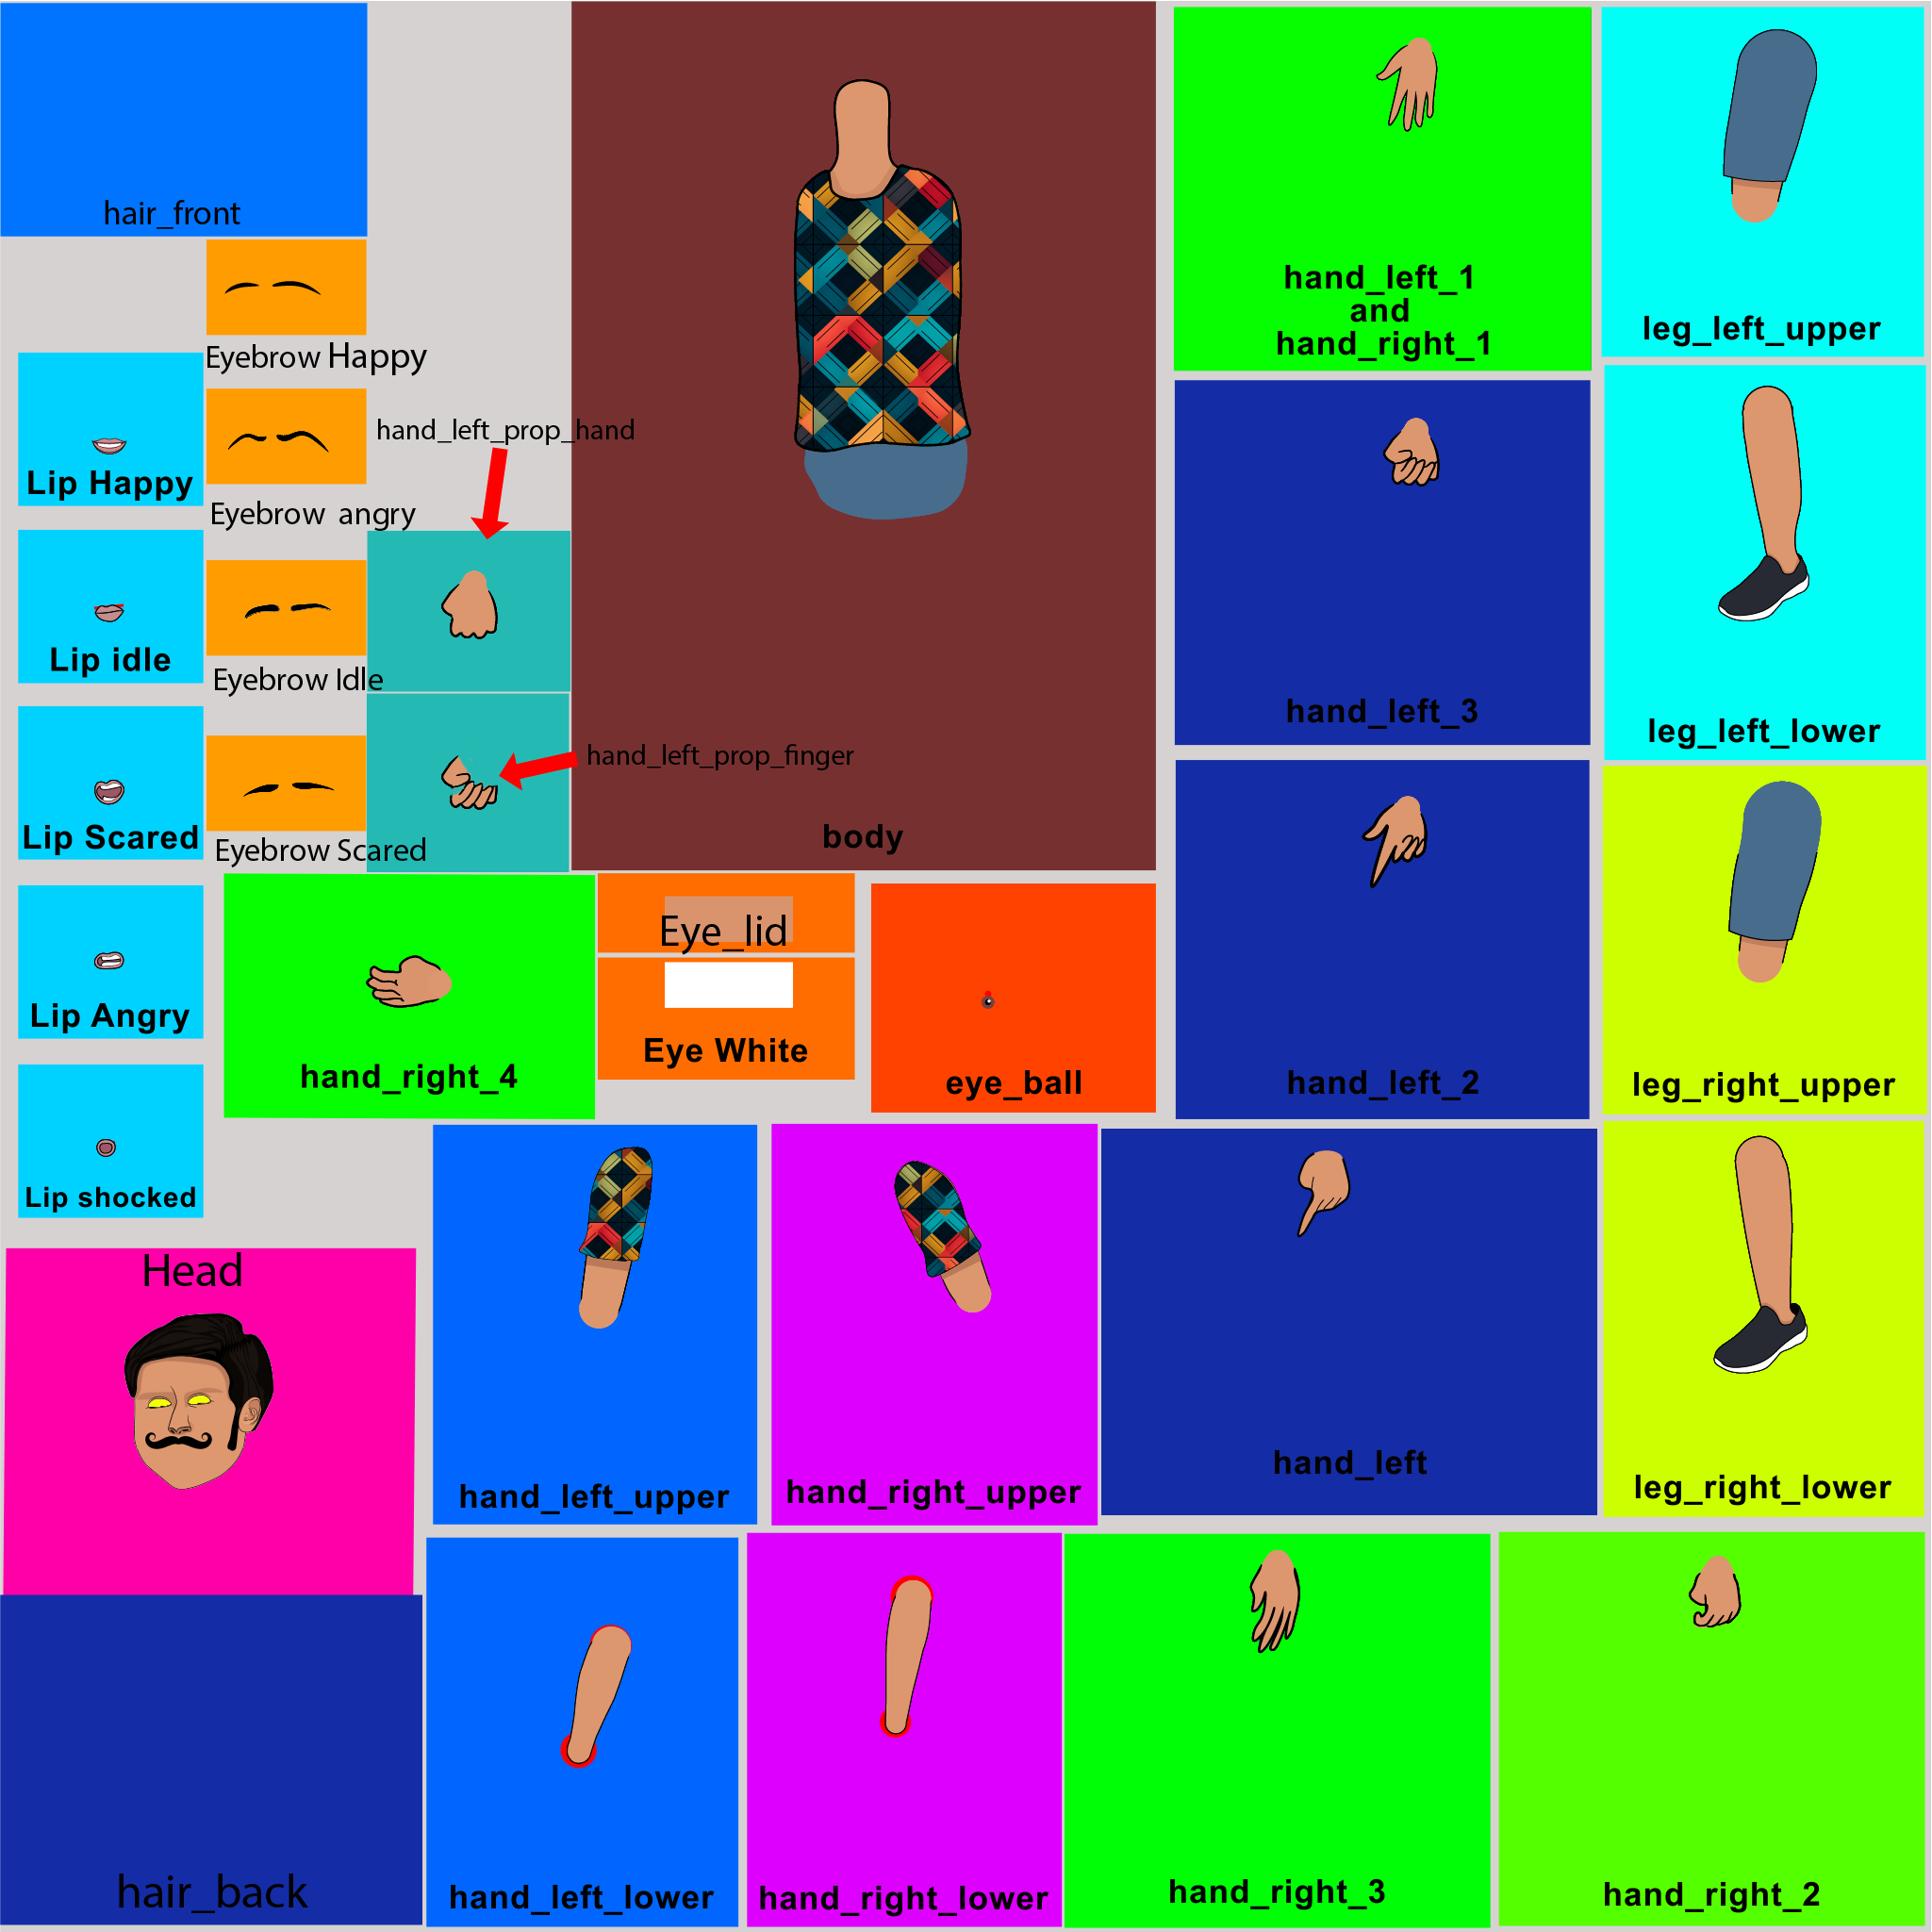 hair_front
Eyebrow Happy
Lip Happy
hand_left_prop_hand
Eyebrow angry
Lip idle
Eyebrow Idle
hand_left_prop_finger
Lip Scared
Eyebrow Scared
body
hand_left_1
and
hand_right_1
leg_left_upper
hand_left_3
leg_left_lower
Eye_lid
Eye White
eye_ball
Lip Angry
hand_right_4
hand_left_2
leg_right_upper
Lip shocked
Head
hand_left_upper
hand_right_upper
hand_left
leg_right_lower
hair_back
hand_left_lower
hand_right_lower
hand_right_3
hand_right_2